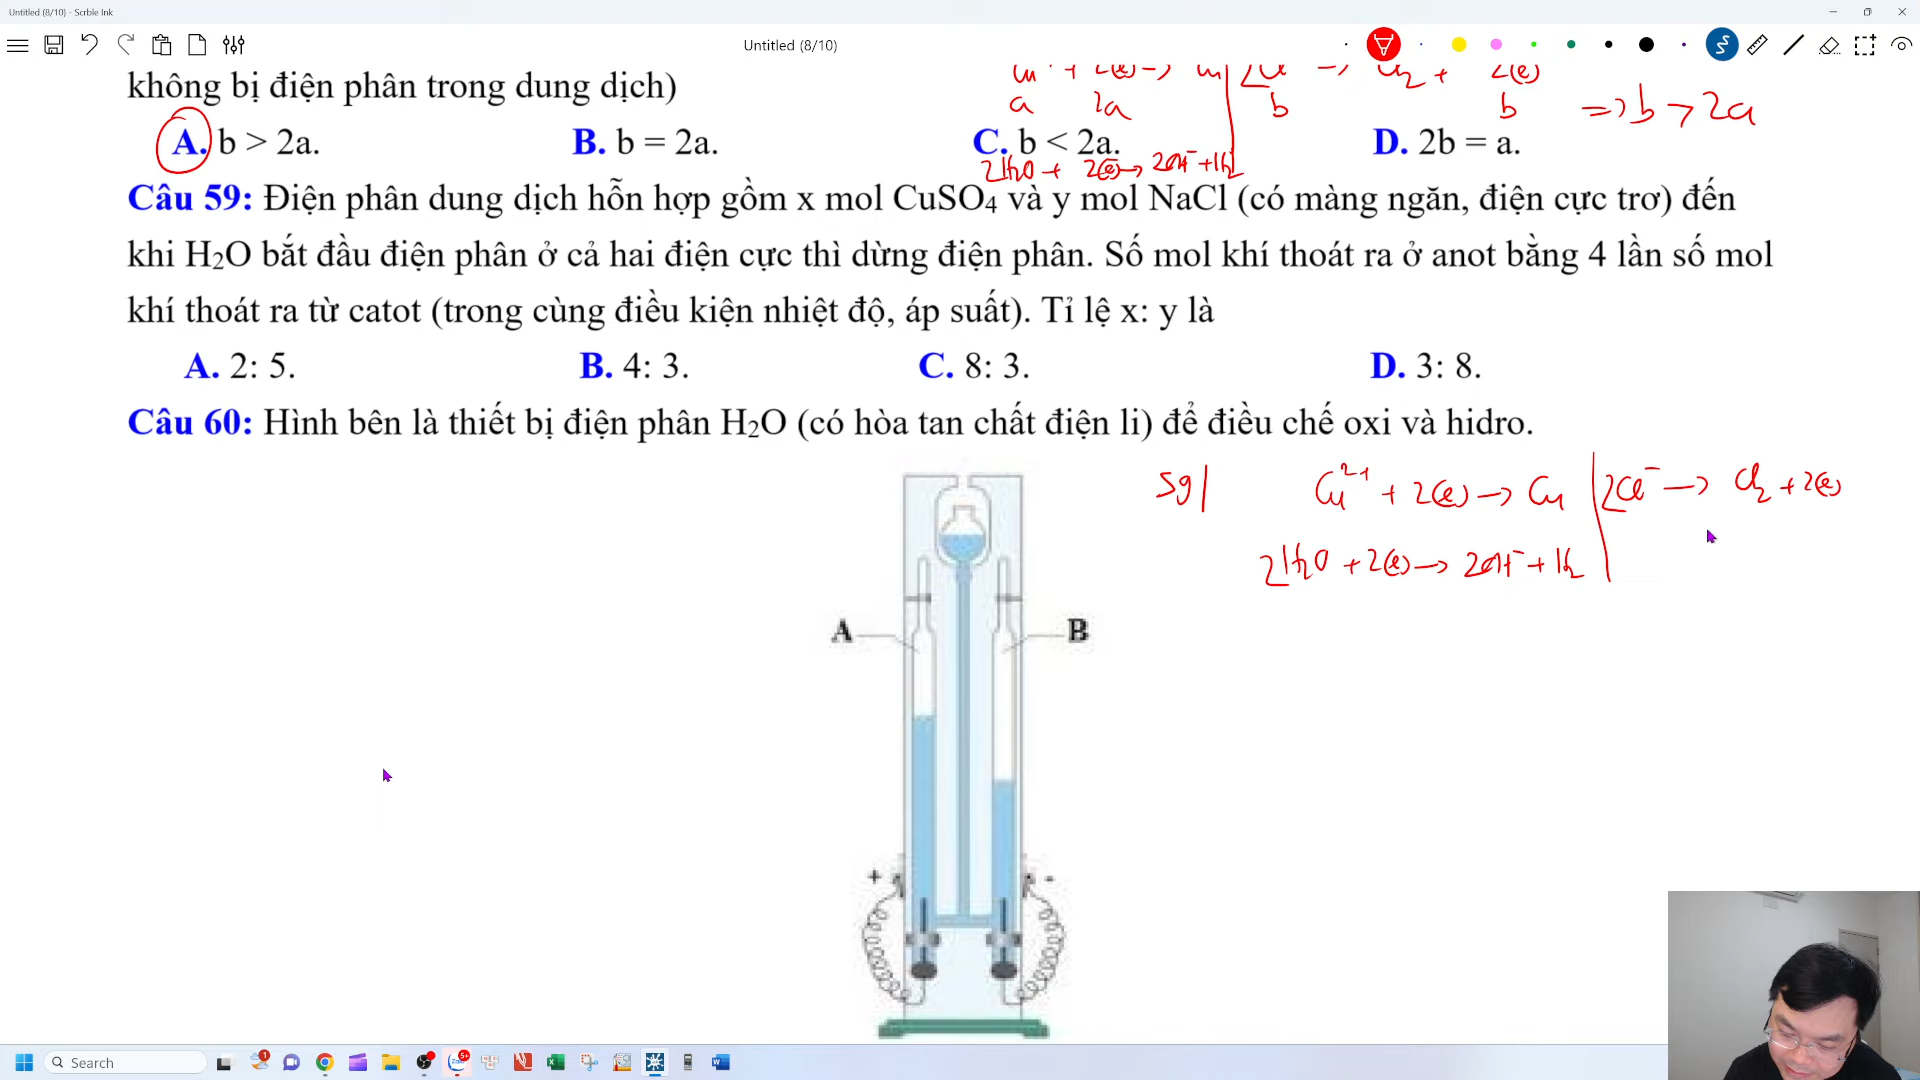 Untitled (8/10) - Scrble Ink
Untitled (8/10)
không bị điện phân trong dung dịch)
a 2a b b => b > 2a
A. b > 2a. B. b = 2a. C. b < 2a. D. 2b = a.
2H2O + 2(e) → 2OH⁻ + H2
Câu 59: Điện phân dung dịch hỗn hợp gồm x mol CuSO4 và y mol NaCl (có màng ngăn, điện cực trơ) đến
khi H2O bắt đầu điện phân ở cả hai điện cực thì dừng điện phân. Số mol khí thoát ra ở anot bằng 4 lần số mol
khí thoát ra từ catot (trong cùng điều kiện nhiệt độ, áp suất). Tỉ lệ x: y là
A. 2: 5. B. 4: 3. C. 8: 3. D. 3: 8.
Câu 60: Hình bên là thiết bị điện phân H2O (có hòa tan chất điện li) để điều chế oxi và hidro.
Cu²⁺ + 2(e) → Cu | 2Cl⁻ → Cl2 + 2(e)
2H2O + 2(e) → 2OH⁻ + H2
A B
+ -
Search